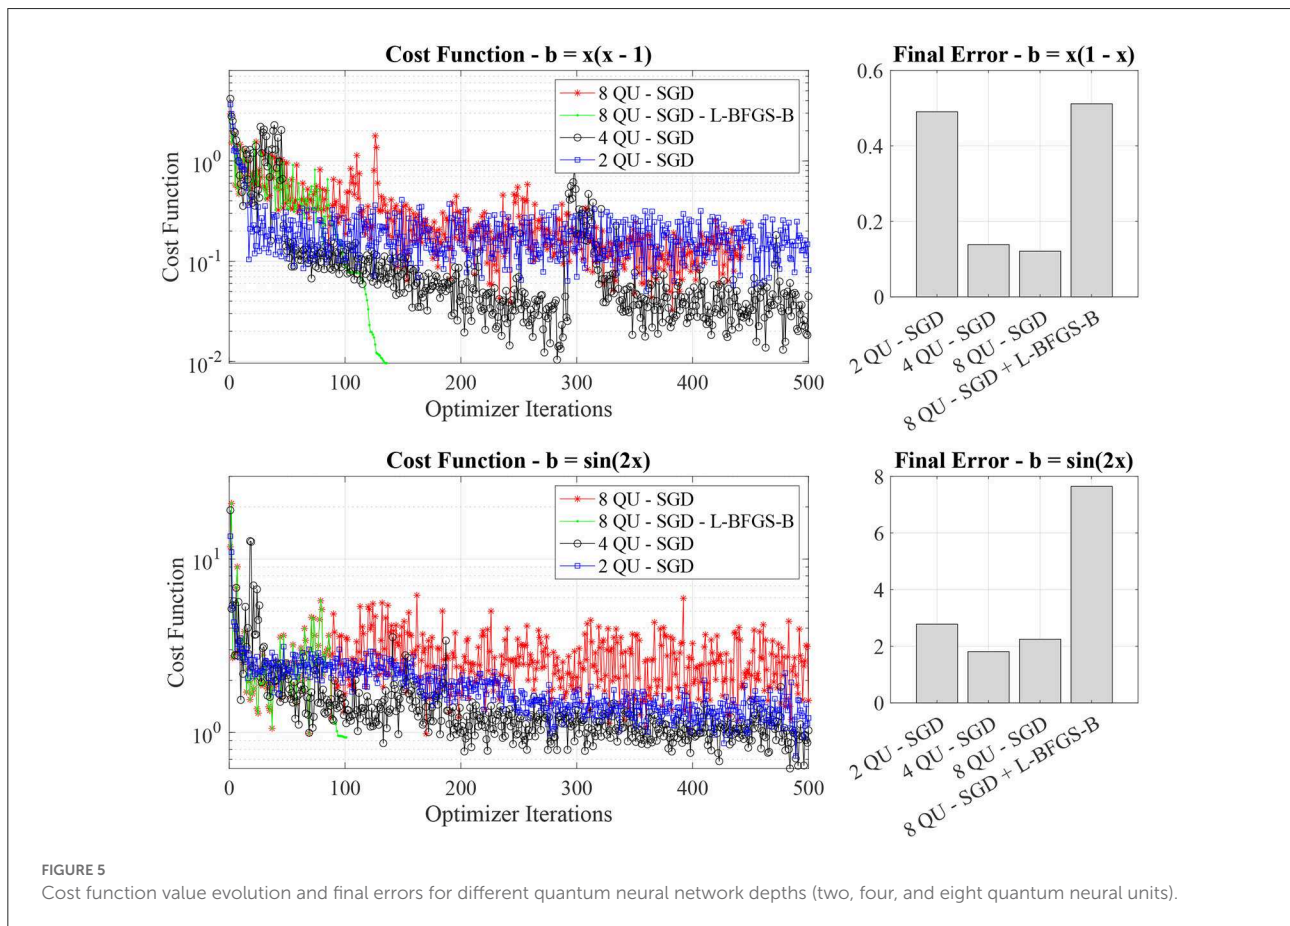 Cost Function - b = x(x - 1)
8 QU - SGD
8 QU - SGD - L-BFGS-B
4 QU - SGD
2 QU - SGD
Cost Function
10^0
10^-1
10^-2
0
100
200
300
400
500
Optimizer Iterations
Final Error - b = x(1 - x)
0.6
0.4
0.2
0
2 QU - SGD
4 QU - SGD
8 QU - SGD
8 QU - SGD + L-BFGS-B
Cost Function - b = sin(2x)
8 QU - SGD
8 QU - SGD - L-BFGS-B
4 QU - SGD
2 QU - SGD
Cost Function
10^1
10^0
0
100
200
300
400
500
Optimizer Iterations
Final Error - b = sin(2x)
8
6
4
2
0
2 QU - SGD
4 QU - SGD
8 QU - SGD
8 QU - SGD + L-BFGS-B
FIGURE 5
Cost function value evolution and final errors for different quantum neural network depths (two, four, and eight quantum neural units).